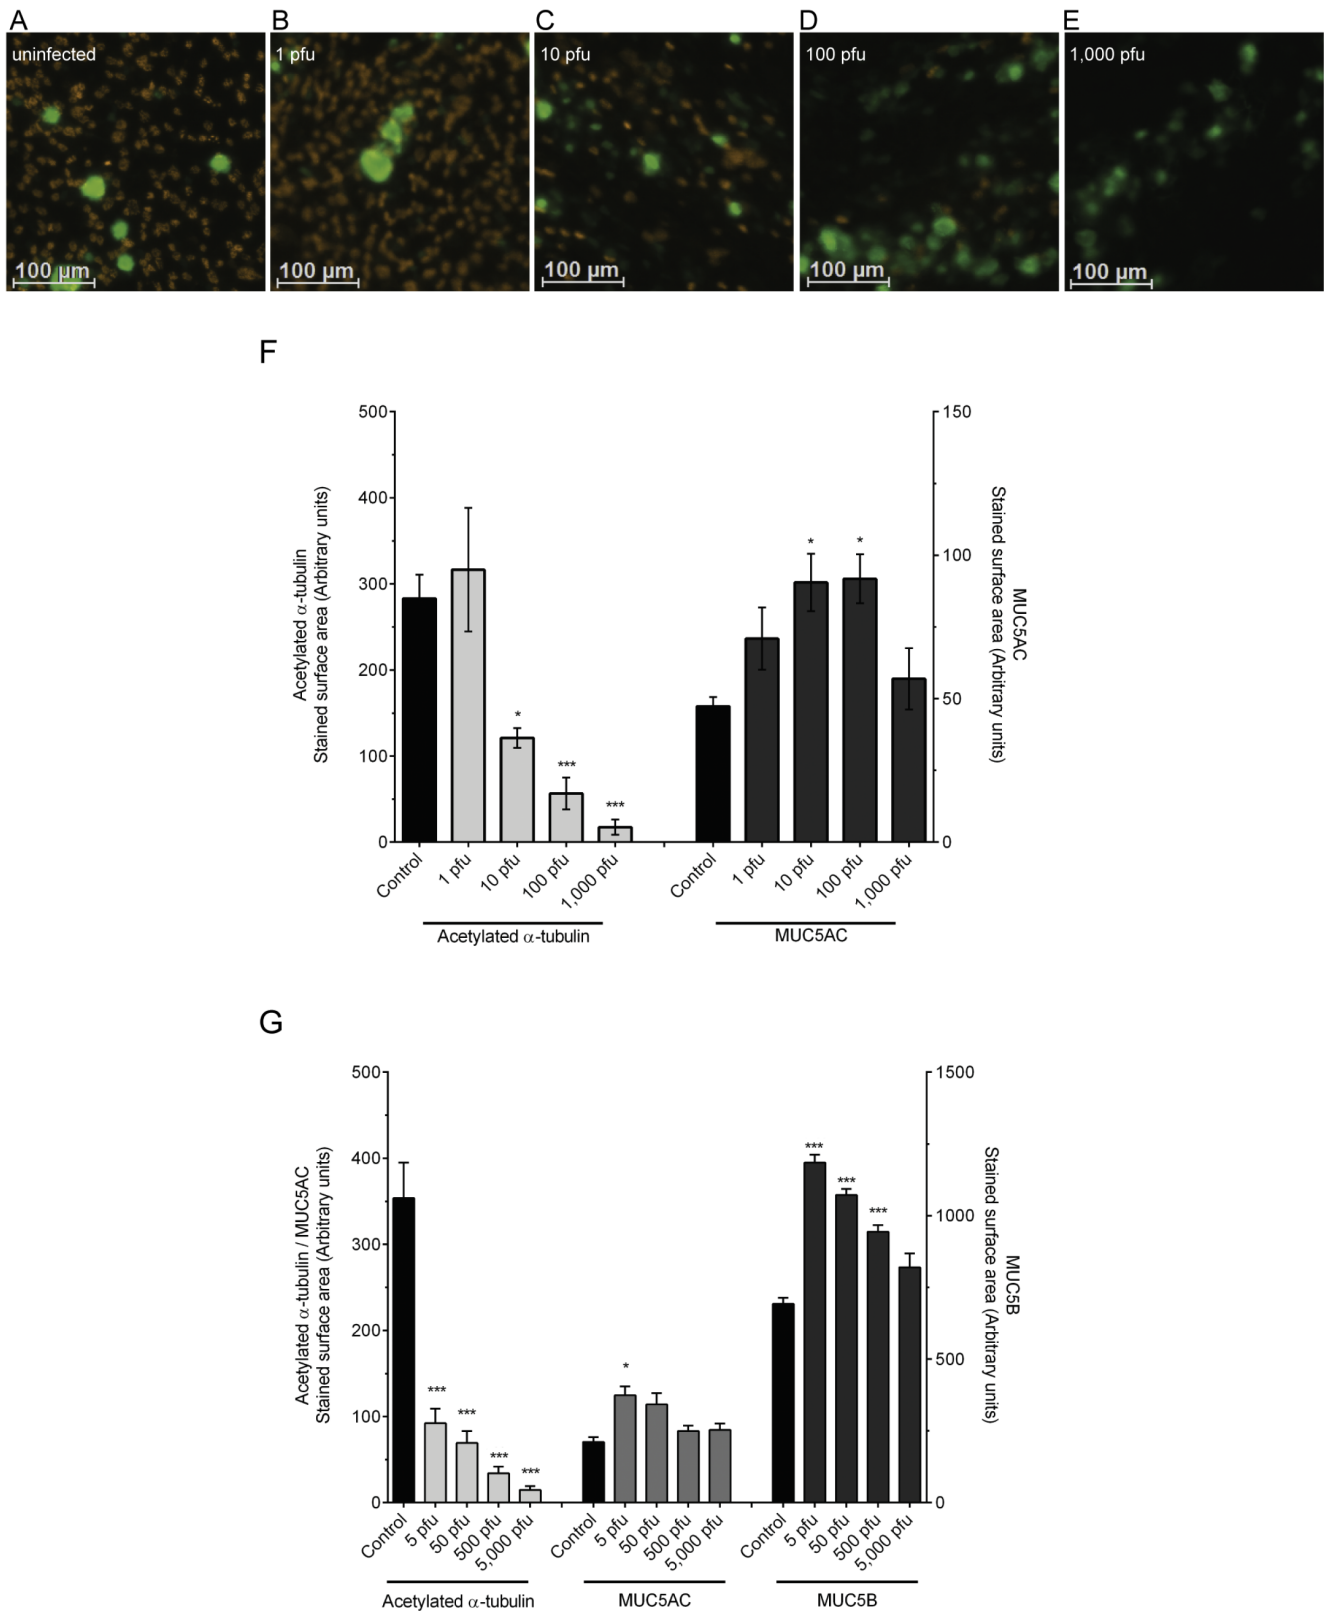 A
B
C
D
E
uninfected
1 pfu
10 pfu
100 pfu
1,000 pfu
100 µm
100 µm
100 µm
100 µm
100 µm
F
Acetylated α-tubulin
Stained surface area (Arbitrary units)
500
400
300
200
100
0
150
100
50
0
MUC5AC
Stained surface area (Arbitrary units)
*
***
***
*
*
Control
1 pfu
10 pfu
100 pfu
1,000 pfu
Control
1 pfu
10 pfu
100 pfu
1,000 pfu
Acetylated α-tubulin
MUC5AC
G
Acetylated α-tubulin / MUC5AC
Stained surface area (Arbitrary units)
500
400
300
200
100
0
1500
1000
500
0
MUC5B
Stained surface area (Arbitrary units)
***
***
***
***
*
***
***
***
Control
5 pfu
50 pfu
500 pfu
5,000 pfu
Control
5 pfu
50 pfu
500 pfu
5,000 pfu
Control
5 pfu
50 pfu
500 pfu
5,000 pfu
Acetylated α-tubulin
MUC5AC
MUC5B